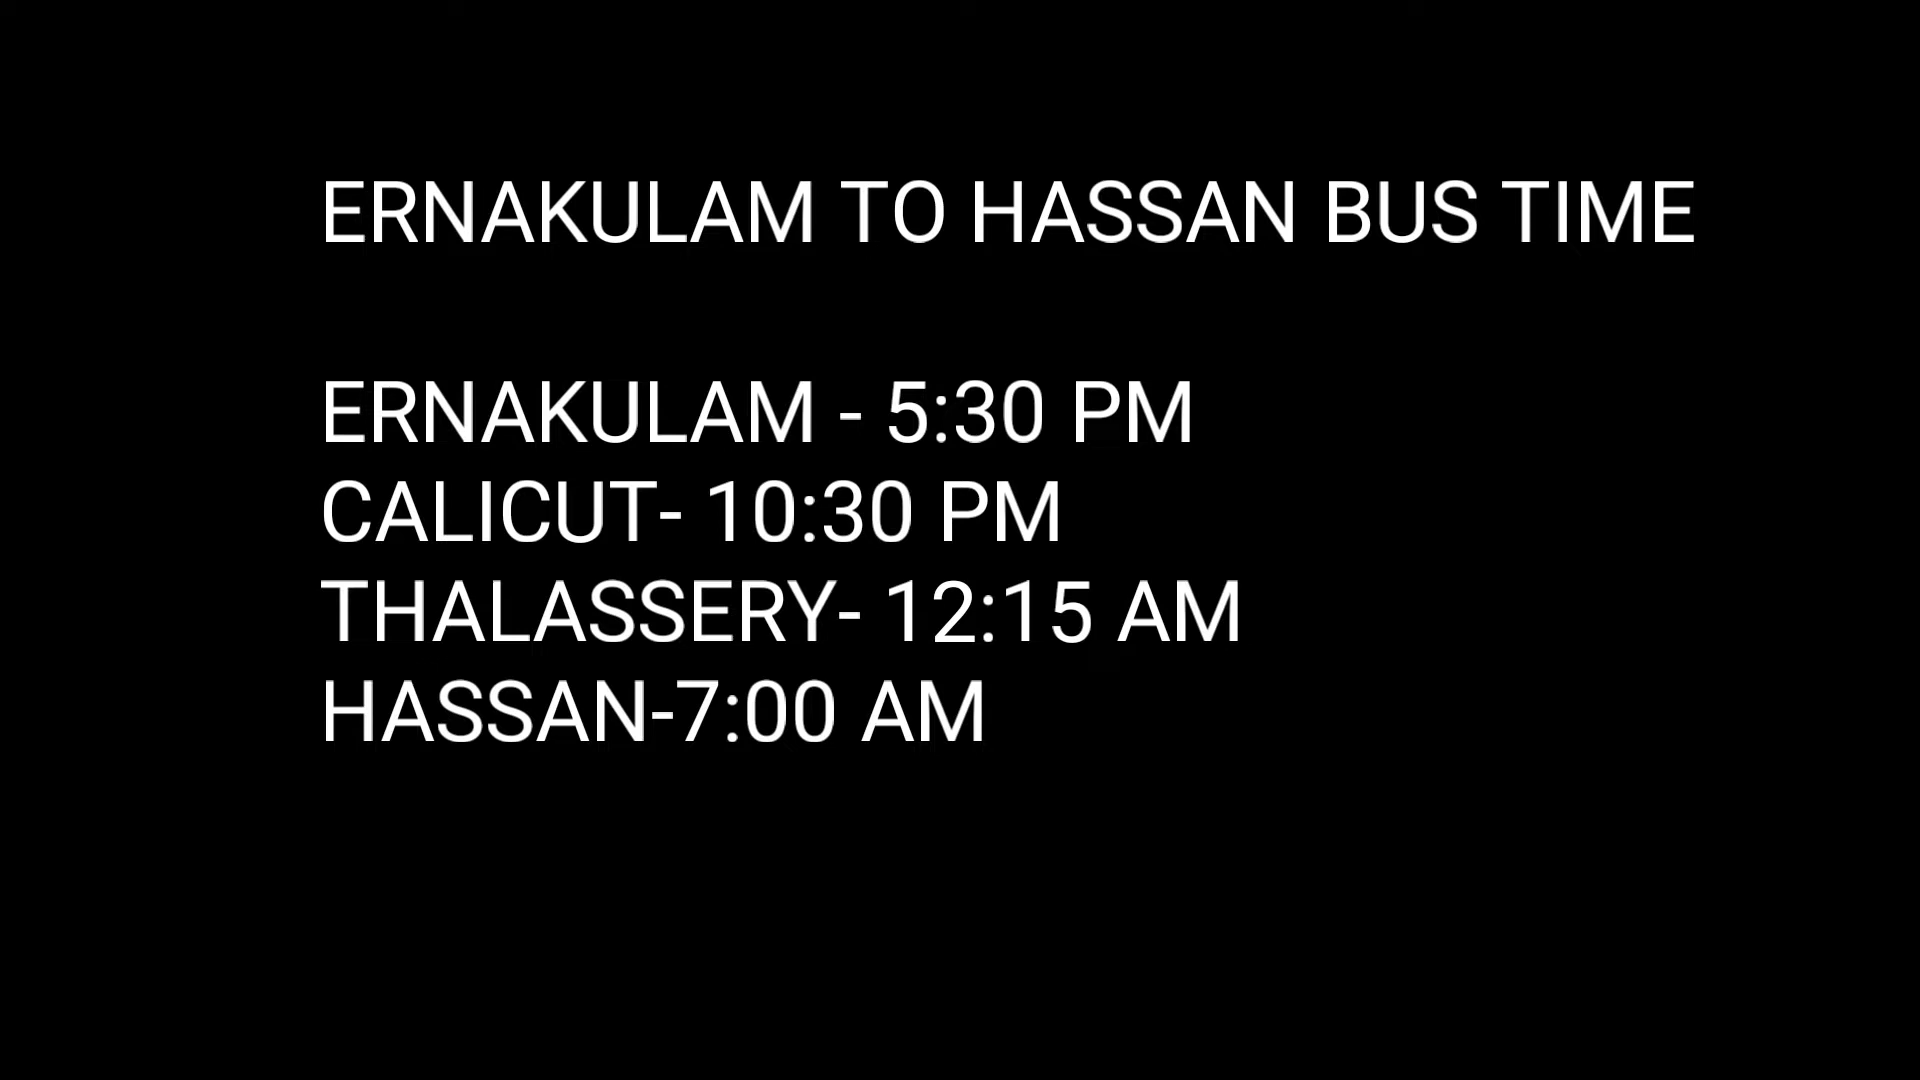 ERNAKULAM TO HASSAN BUS TIME
ERNAKULAM - 5:30 PM
CALICUT- 10:30 PM
THALASSERY- 12:15 AM
HASSAN-7:00 AM